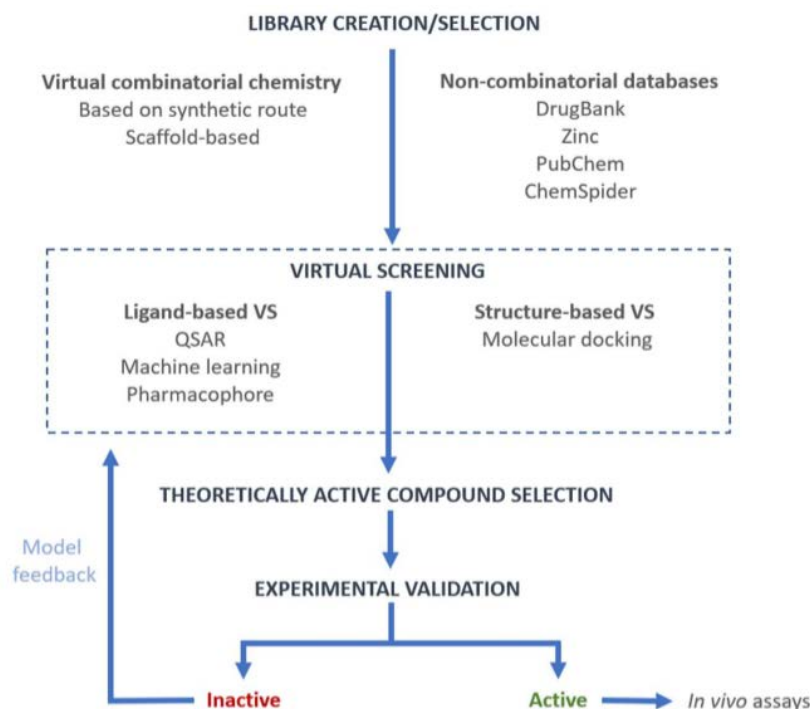 LIBRARY CREATION/SELECTION
Virtual combinatorial chemistry
Based on synthetic route
Scaffold-based
Non-combinatorial databases
DrugBank
Zinc
PubChem
ChemSpider
VIRTUAL SCREENING
Ligand-based VS
QSAR
Machine learning
Pharmacophore
Structure-based VS
Molecular docking
THEORETICALLY ACTIVE COMPOUND SELECTION
Model
feedback
EXPERIMENTAL VALIDATION
Inactive
Active
In vivo assays